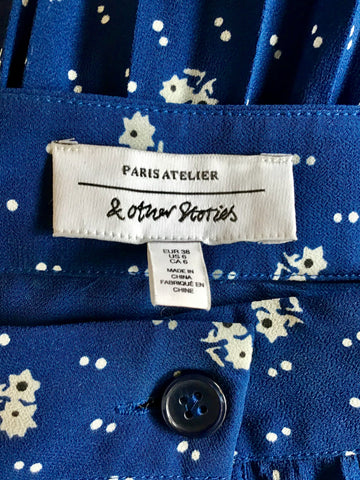 PARIS ATELIER
& other Stories
EUR 38
US 6
CA 6
MADE IN
CHINA
FABRIQUÉ EN
CHINE